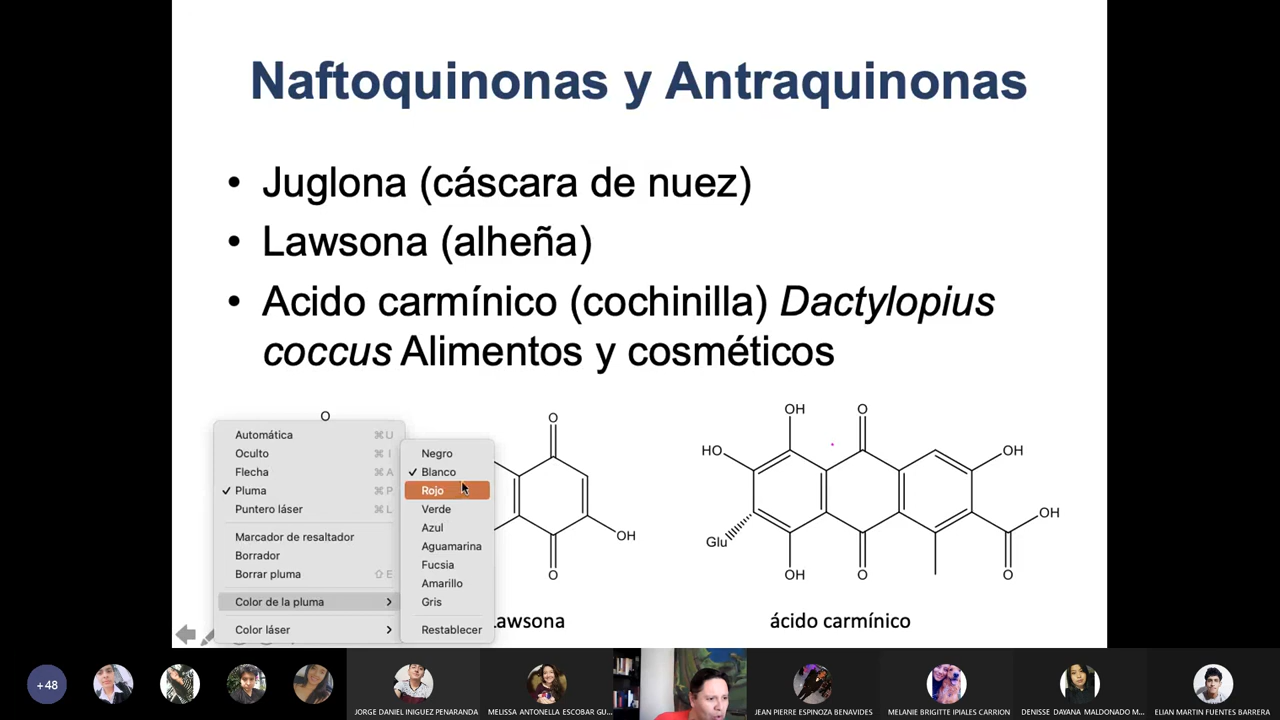 Naftoquinonas y Antraquinonas
• Juglona (cáscara de nuez)
• Lawsona (alheña)
• Acido carmínico (cochinilla) Dactylopius
coccus Alimentos y cosméticos
O
Automática ⌘U
Oculto ⌘I
Flecha ⌘A
✓ Pluma ⌘P
Puntero láser ⌘L
Marcador de resaltador
Borrador
Borrar pluma ⇧E
Color de la pluma >
Color láser >
Negro
✓ Blanco
Rojo
Verde
Azul
Aguamarina
Fucsia
Amarillo
Gris
Restablecer
O
OH
O
OH
O
HO
OH
OH
Glu
OH
O
O
awsona
ácido carmínico
+48
JORGE DANIEL INIGUEZ PENARANDA
MELISSA ANTONELLA ESCOBAR GU...
JEAN PIERRE ESPINOZA BENAVIDES
MELANIE BRIGITTE IPIALES CARRION
DENISSE DAYANA MALDONADO M...
ELIAN MARTIN FUENTES BARRERA